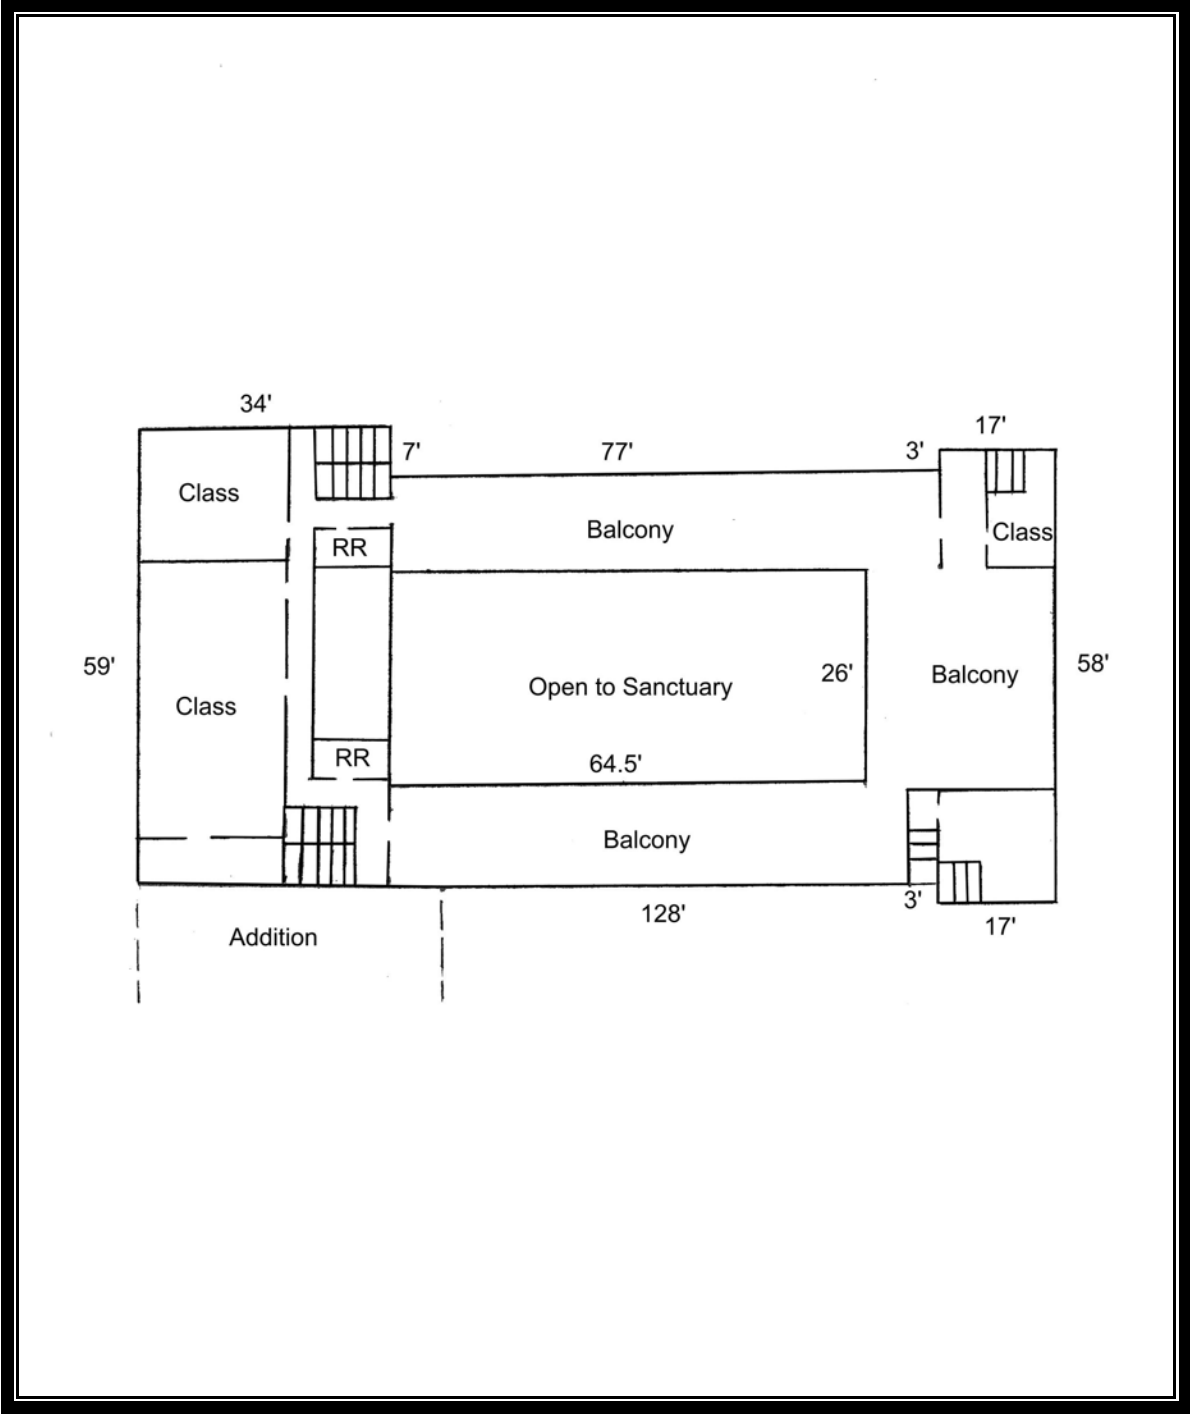 34'
17'
7'
77'
3'
Class
Balcony
Class
RR
59'
58'
26'
Balcony
Open to Sanctuary
Class
RR
64.5'
Balcony
3'
128'
17'
Addition